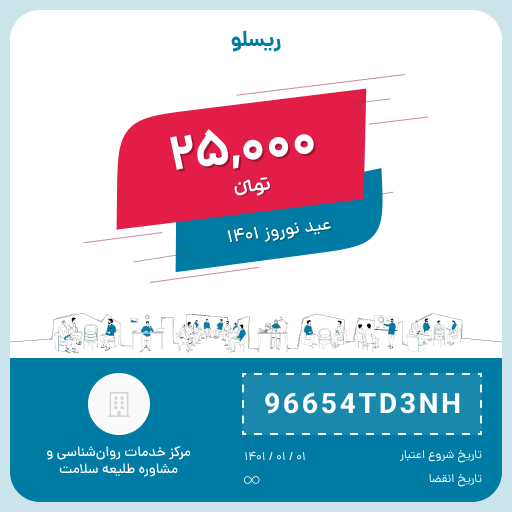 ریسلو
۲۵,۰۰۰
تومان
عید نوروز ۱۴۰۱
96654TD3NH
تاریخ شروع اعتبار ۱۴۰۱ / ۰۱ / ۰۱
تاریخ انقضا ∞
مرکز خدمات روان‌شناسی و
مشاوره طلیعه سلامت